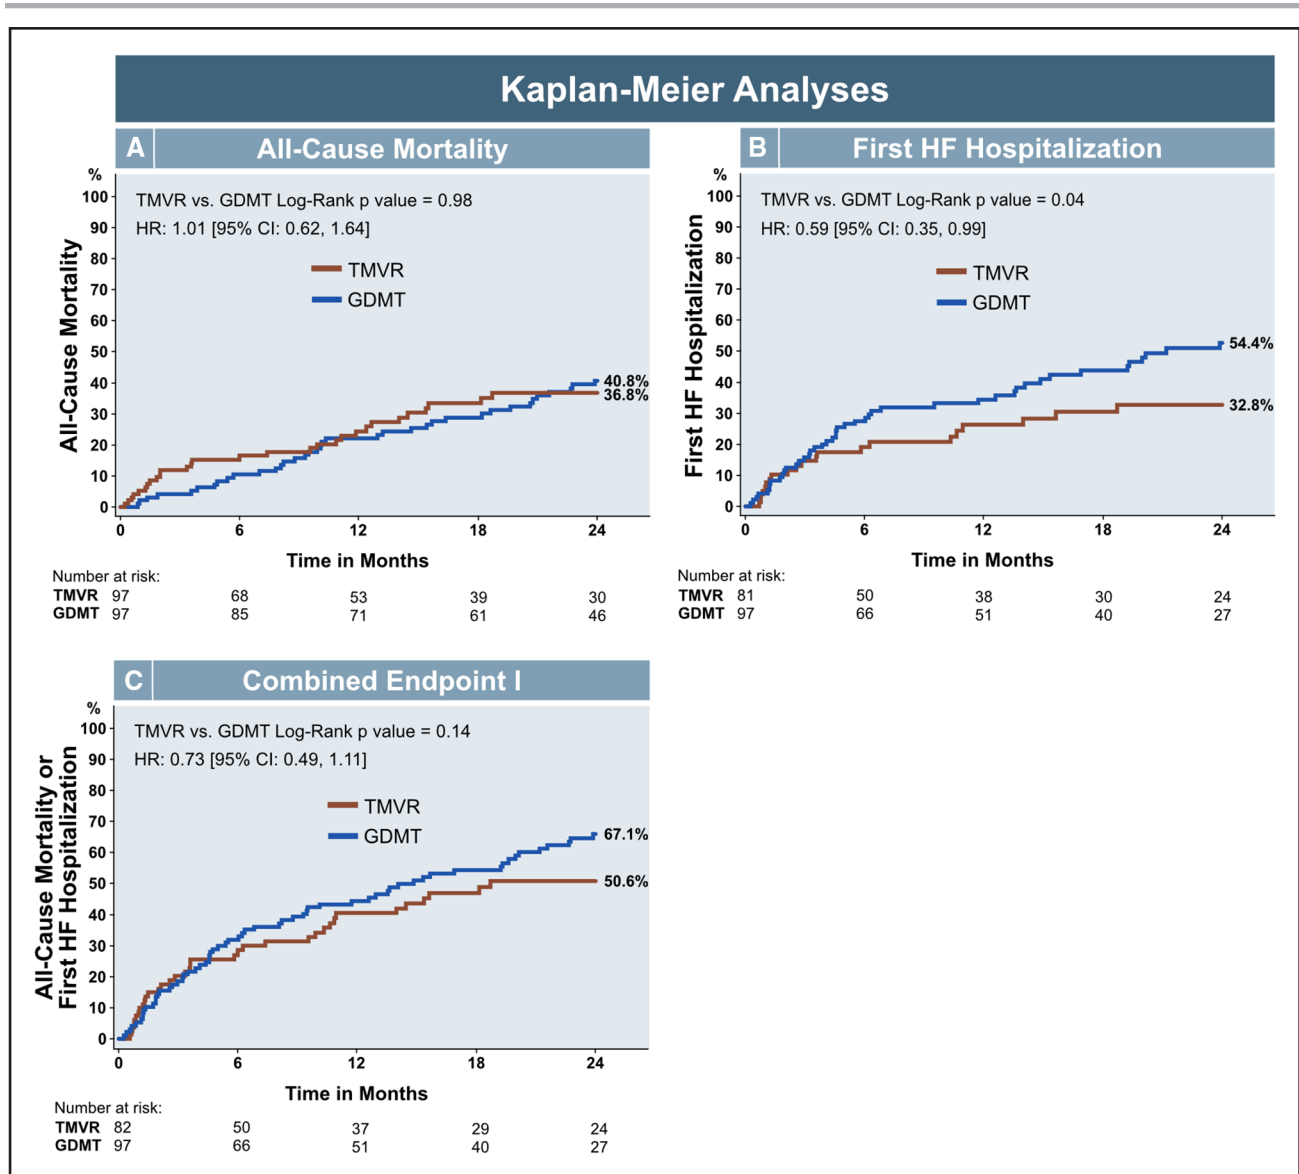 Kaplan-Meier Analyses
A All-Cause Mortality
%
100
90
80
70
60
50
40
30
20
10
0
All-Cause Mortality
TMVR vs. GDMT Log-Rank p value = 0.98
HR: 1.01 [95% CI: 0.62, 1.64]
TMVR
GDMT
40.8%
36.8%
0 6 12 18 24
Time in Months
Number at risk:
TMVR 97 68 53 39 30
GDMT 97 85 71 61 46
B First HF Hospitalization
%
100
90
80
70
60
50
40
30
20
10
0
First HF Hospitalization
TMVR vs. GDMT Log-Rank p value = 0.04
HR: 0.59 [95% CI: 0.35, 0.99]
TMVR
GDMT
54.4%
32.8%
0 6 12 18 24
Time in Months
Number at risk:
TMVR 81 50 38 30 24
GDMT 97 66 51 40 27
C Combined Endpoint I
%
100
90
80
70
60
50
40
30
20
10
0
All-Cause Mortality or
First HF Hospitalization
TMVR vs. GDMT Log-Rank p value = 0.14
HR: 0.73 [95% CI: 0.49, 1.11]
TMVR
GDMT
67.1%
50.6%
0 6 12 18 24
Time in Months
Number at risk:
TMVR 82 50 37 29 24
GDMT 97 66 51 40 27